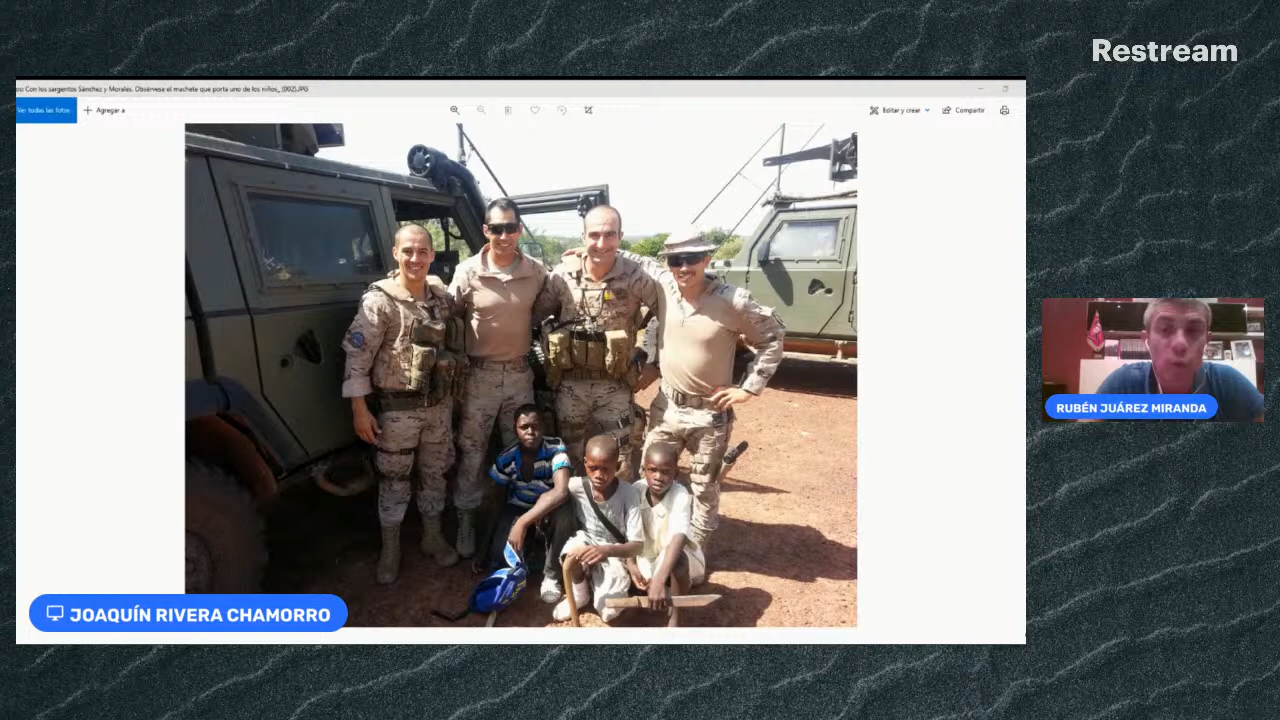 Restream
os: Con los sargentos Sánchez y Morales. Obsérvese el machete que porta uno de los niños_ (002).JPG
Ver todas las fotos
Agregar a
Editar y crear
Compartir
RUBÉN JUÁREZ MIRANDA
JOAQUÍN RIVERA CHAMORRO